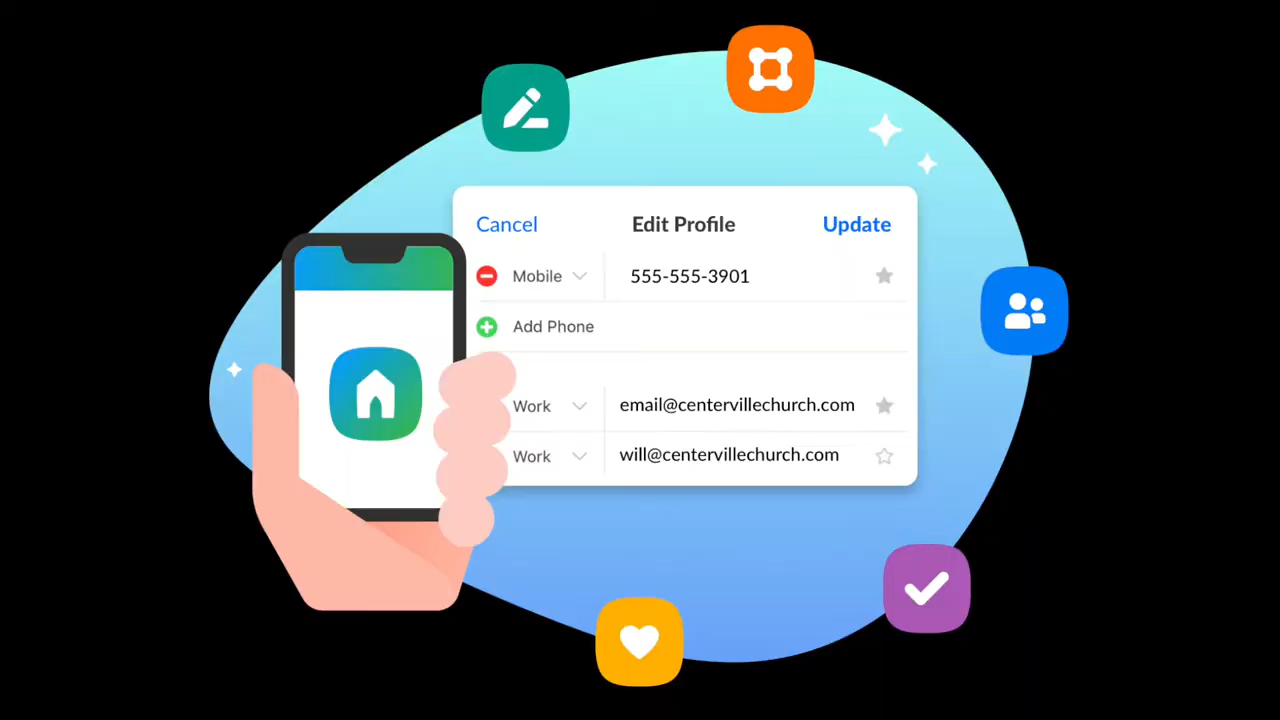 Cancel Edit Profile Update
Mobile 555-555-3901
Add Phone
Work email@centervillechurch.com
Work will@centervillechurch.com